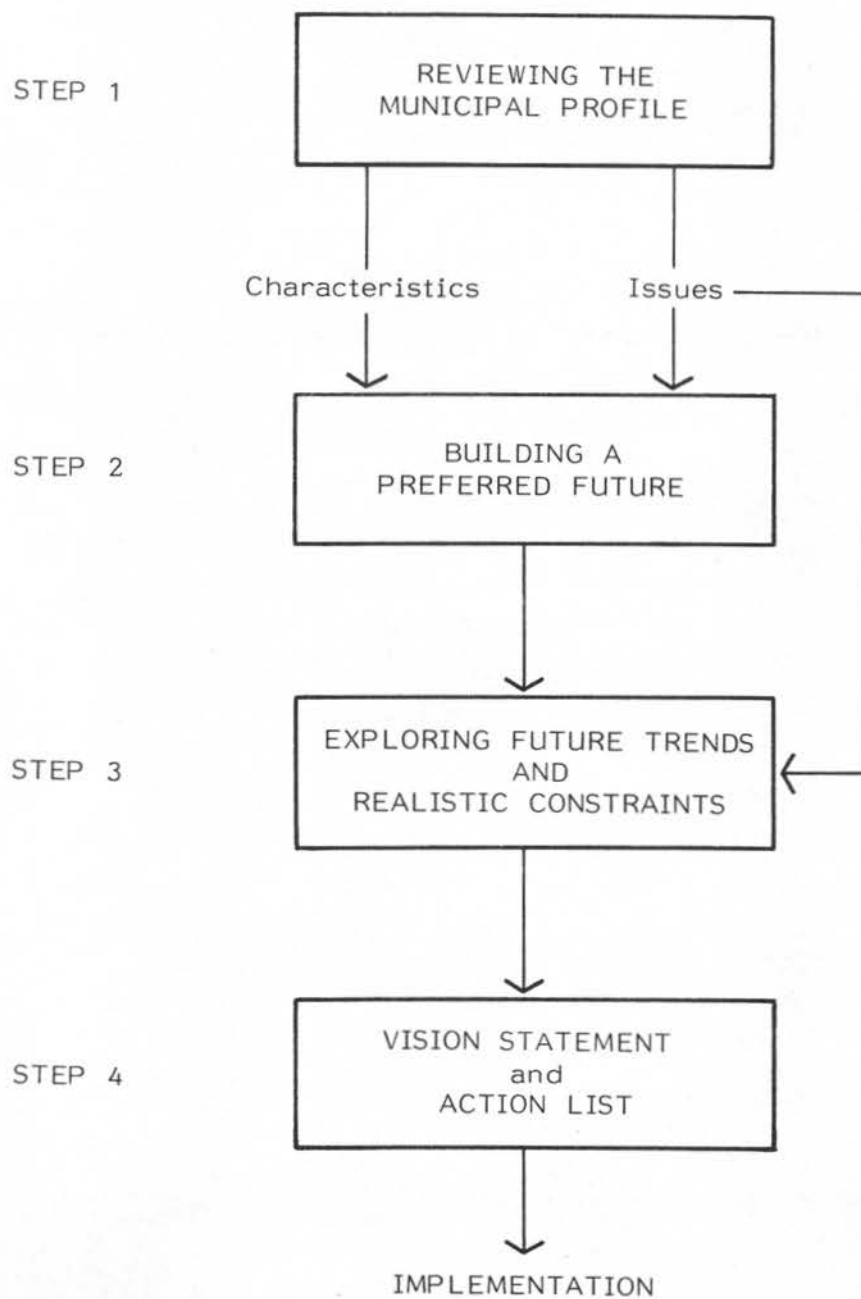 STEP 1
REVIEWING THE
MUNICIPAL PROFILE
Characteristics
Issues
STEP 2
BUILDING A
PREFERRED FUTURE
STEP 3
EXPLORING FUTURE TRENDS
AND
REALISTIC CONSTRAINTS
STEP 4
VISION STATEMENT
and
ACTION LIST
IMPLEMENTATION